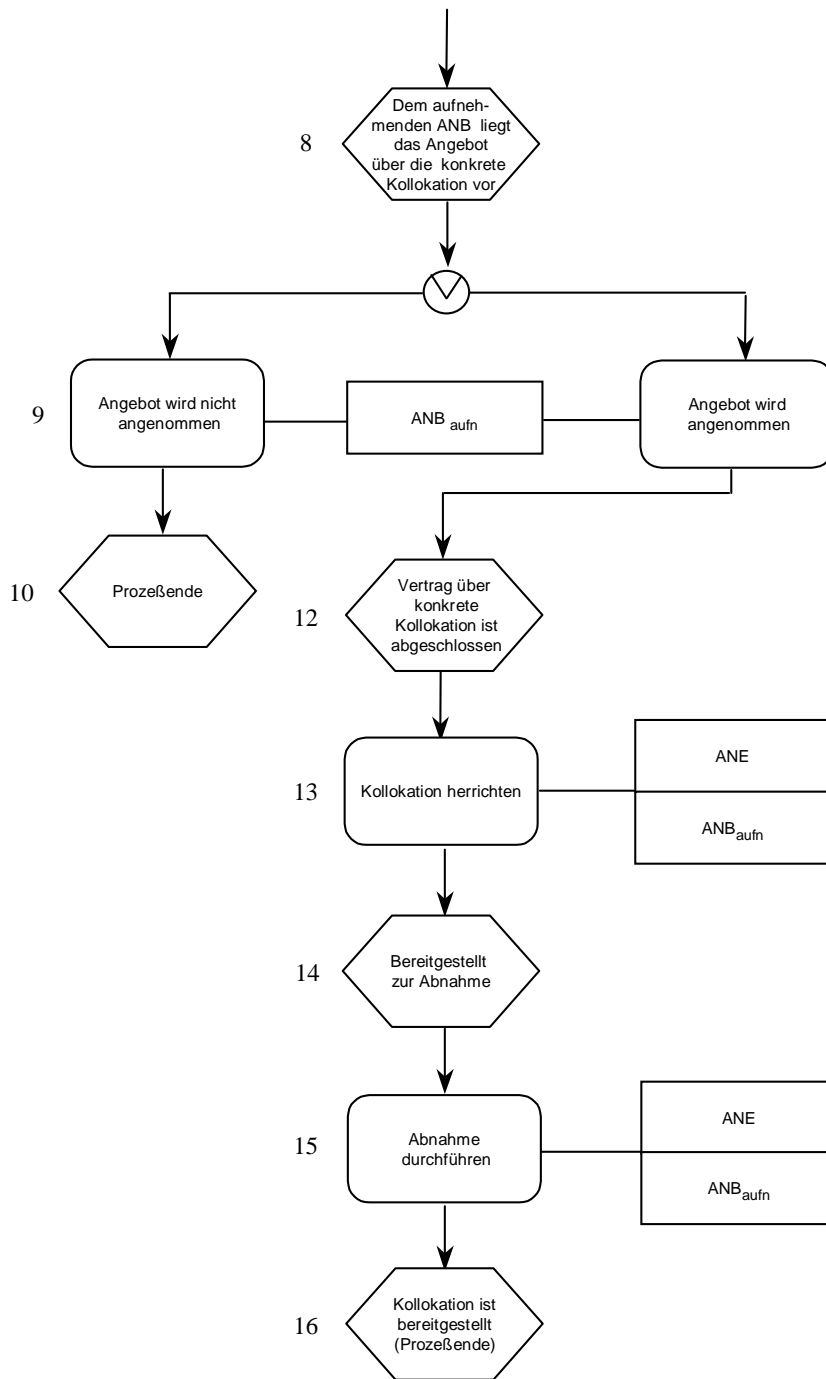 8
Dem aufneh-
menden ANB liegt
das Angebot
über die konkrete
Kollokation vor
9
Angebot wird nicht
angenommen
ANB aufn
Angebot wird
angenommen
10
Prozeßende
12
Vertrag über
konkrete
Kollokation ist
abgeschlossen
13
Kollokation herrichten
ANE
ANBaufn
14
Bereitgestellt
zur Abnahme
15
Abnahme
durchführen
ANE
ANBaufn
16
Kollokation ist
bereitgestellt
(Prozeßende)